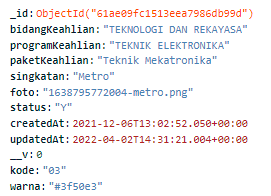 _id: ObjectId("61ae09fc1513eea7986db99d")
bidangKeahlian: "TEKNOLOGI DAN REKAYASA"
programKeahlian: "TEKNIK ELEKTRONIKA"
paketKeahlian: "Teknik Mekatronika"
singkatan: "Metro"
foto: "1638795772004-metro.png"
status: "Y"
createdAt: 2021-12-06T13:02:52.050+00:00
updatedAt: 2022-04-02T14:31:21.004+00:00
__v: 0
kode: "03"
warna: "#3f50e3"